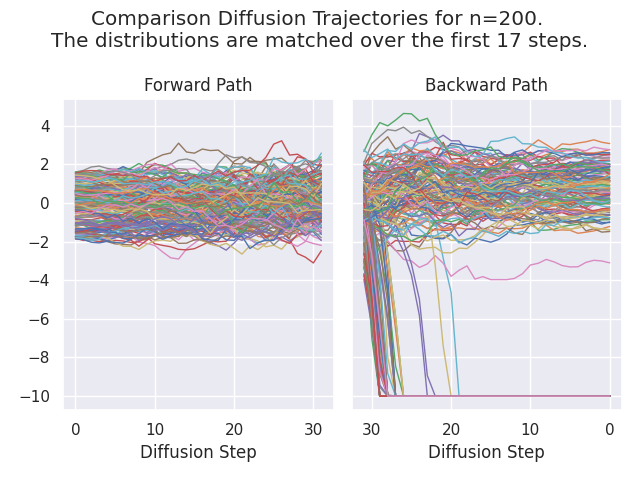 Comparison Diffusion Trajectories for n=200.
The distributions are matched over the first 17 steps.
Forward Path
Backward Path
4
2
0
−2
−4
−6
−8
−10
0 10 20 30
30 20 10 0
Diffusion Step
Diffusion Step